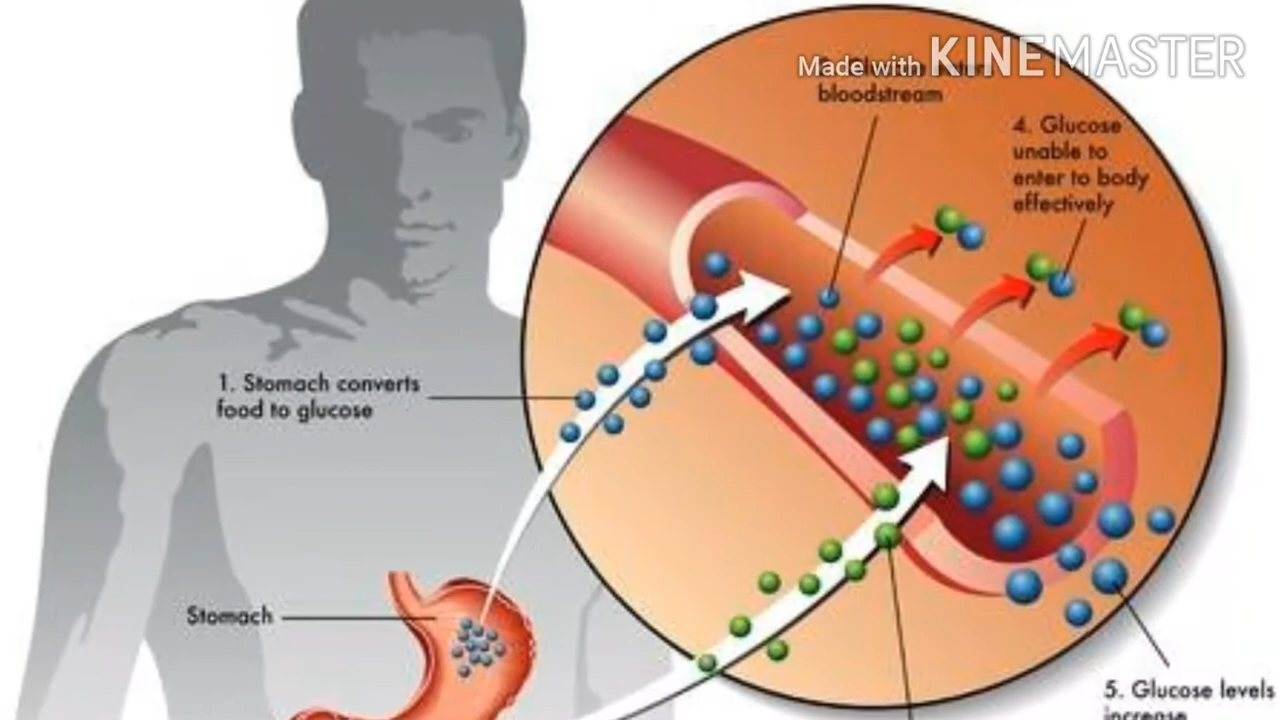 Made with KINEMASTER
bloodstream
4. Glucose
unable to
enter to body
effectively
1. Stomach converts
food to glucose
Stomach
5. Glucose levels
increase